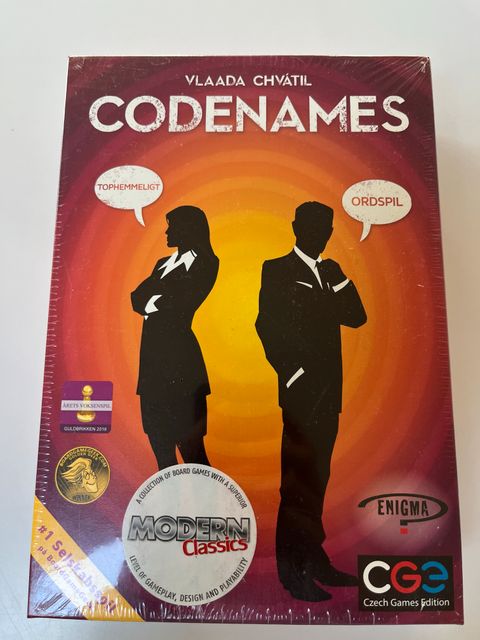 VLAADA CHVÁTIL
CODENAMES
TOPHEMMELIGT
ORDSPIL
ÅRETS VOKSENSPIL
GULDBRIKKEN 2016
WINNER
#1 Selskabsspil
A COLLECTION OF BOARD GAMES WITH A SUPERIOR
MODERN
Classics
LEVEL OF GAMEPLAY, DESIGN AND PLAYABILITY
ENIGMA
CGE
Czech Games Edition